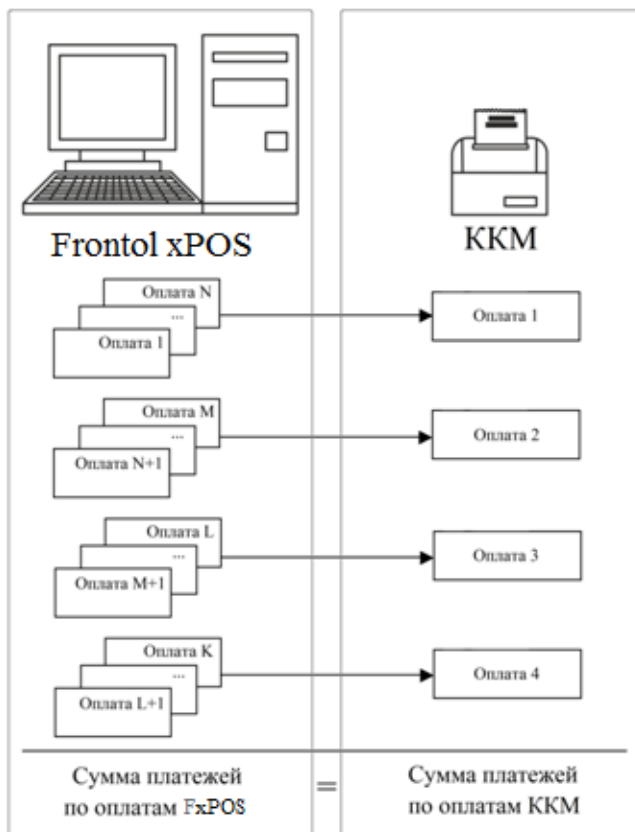 Frontol xPOS
ККМ
Оплата N
...
Оплата 1
Оплата 1
Оплата M
...
Оплата N+1
Оплата 2
Оплата L
...
Оплата M+1
Оплата 3
Оплата K
...
Оплата L+1
Оплата 4
Сумма платежей
по оплатам FxPOS
=
Сумма платежей
по оплатам ККМ